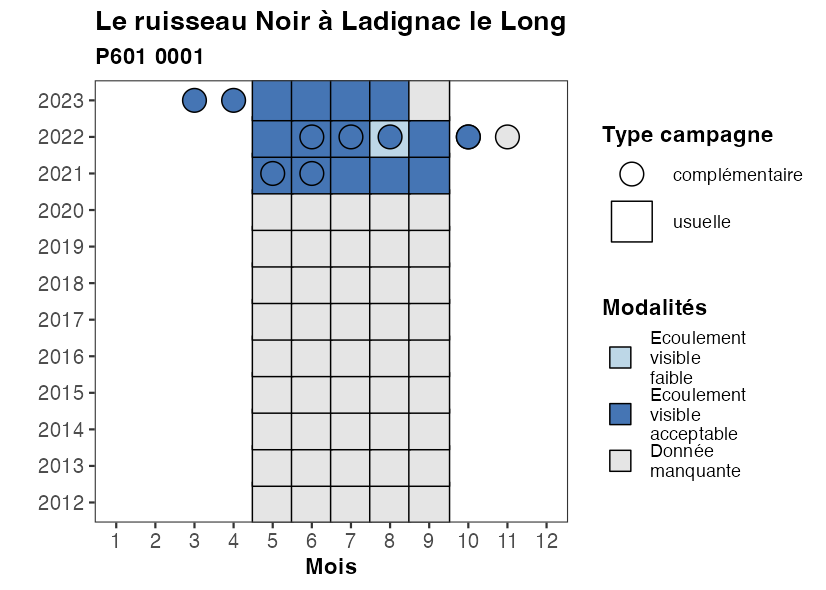 Le ruisseau Noir à Ladignac le Long
P601 0001
2023
2022
2021
2020
2019
2018
2017
2016
2015
2014
2013
2012
1 2 3 4 5 6 7 8 9 10 11 12
Mois
Type campagne
complémentaire
usuelle
Modalités
Ecoulement
visible
faible
Ecoulement
visible
acceptable
Donnée
manquante